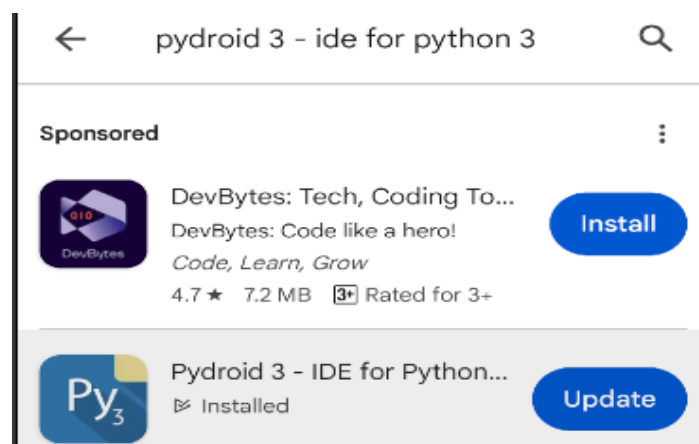 pydroid 3 - ide for python 3
Sponsored
DevBytes: Tech, Coding To...
DevBytes: Code like a hero!
Code, Learn, Grow
4.7★ 7.2 MB 3+ Rated for 3+
Install
010
DevBytes
Pydroid 3 - IDE for Python...
Installed
Update
Py3